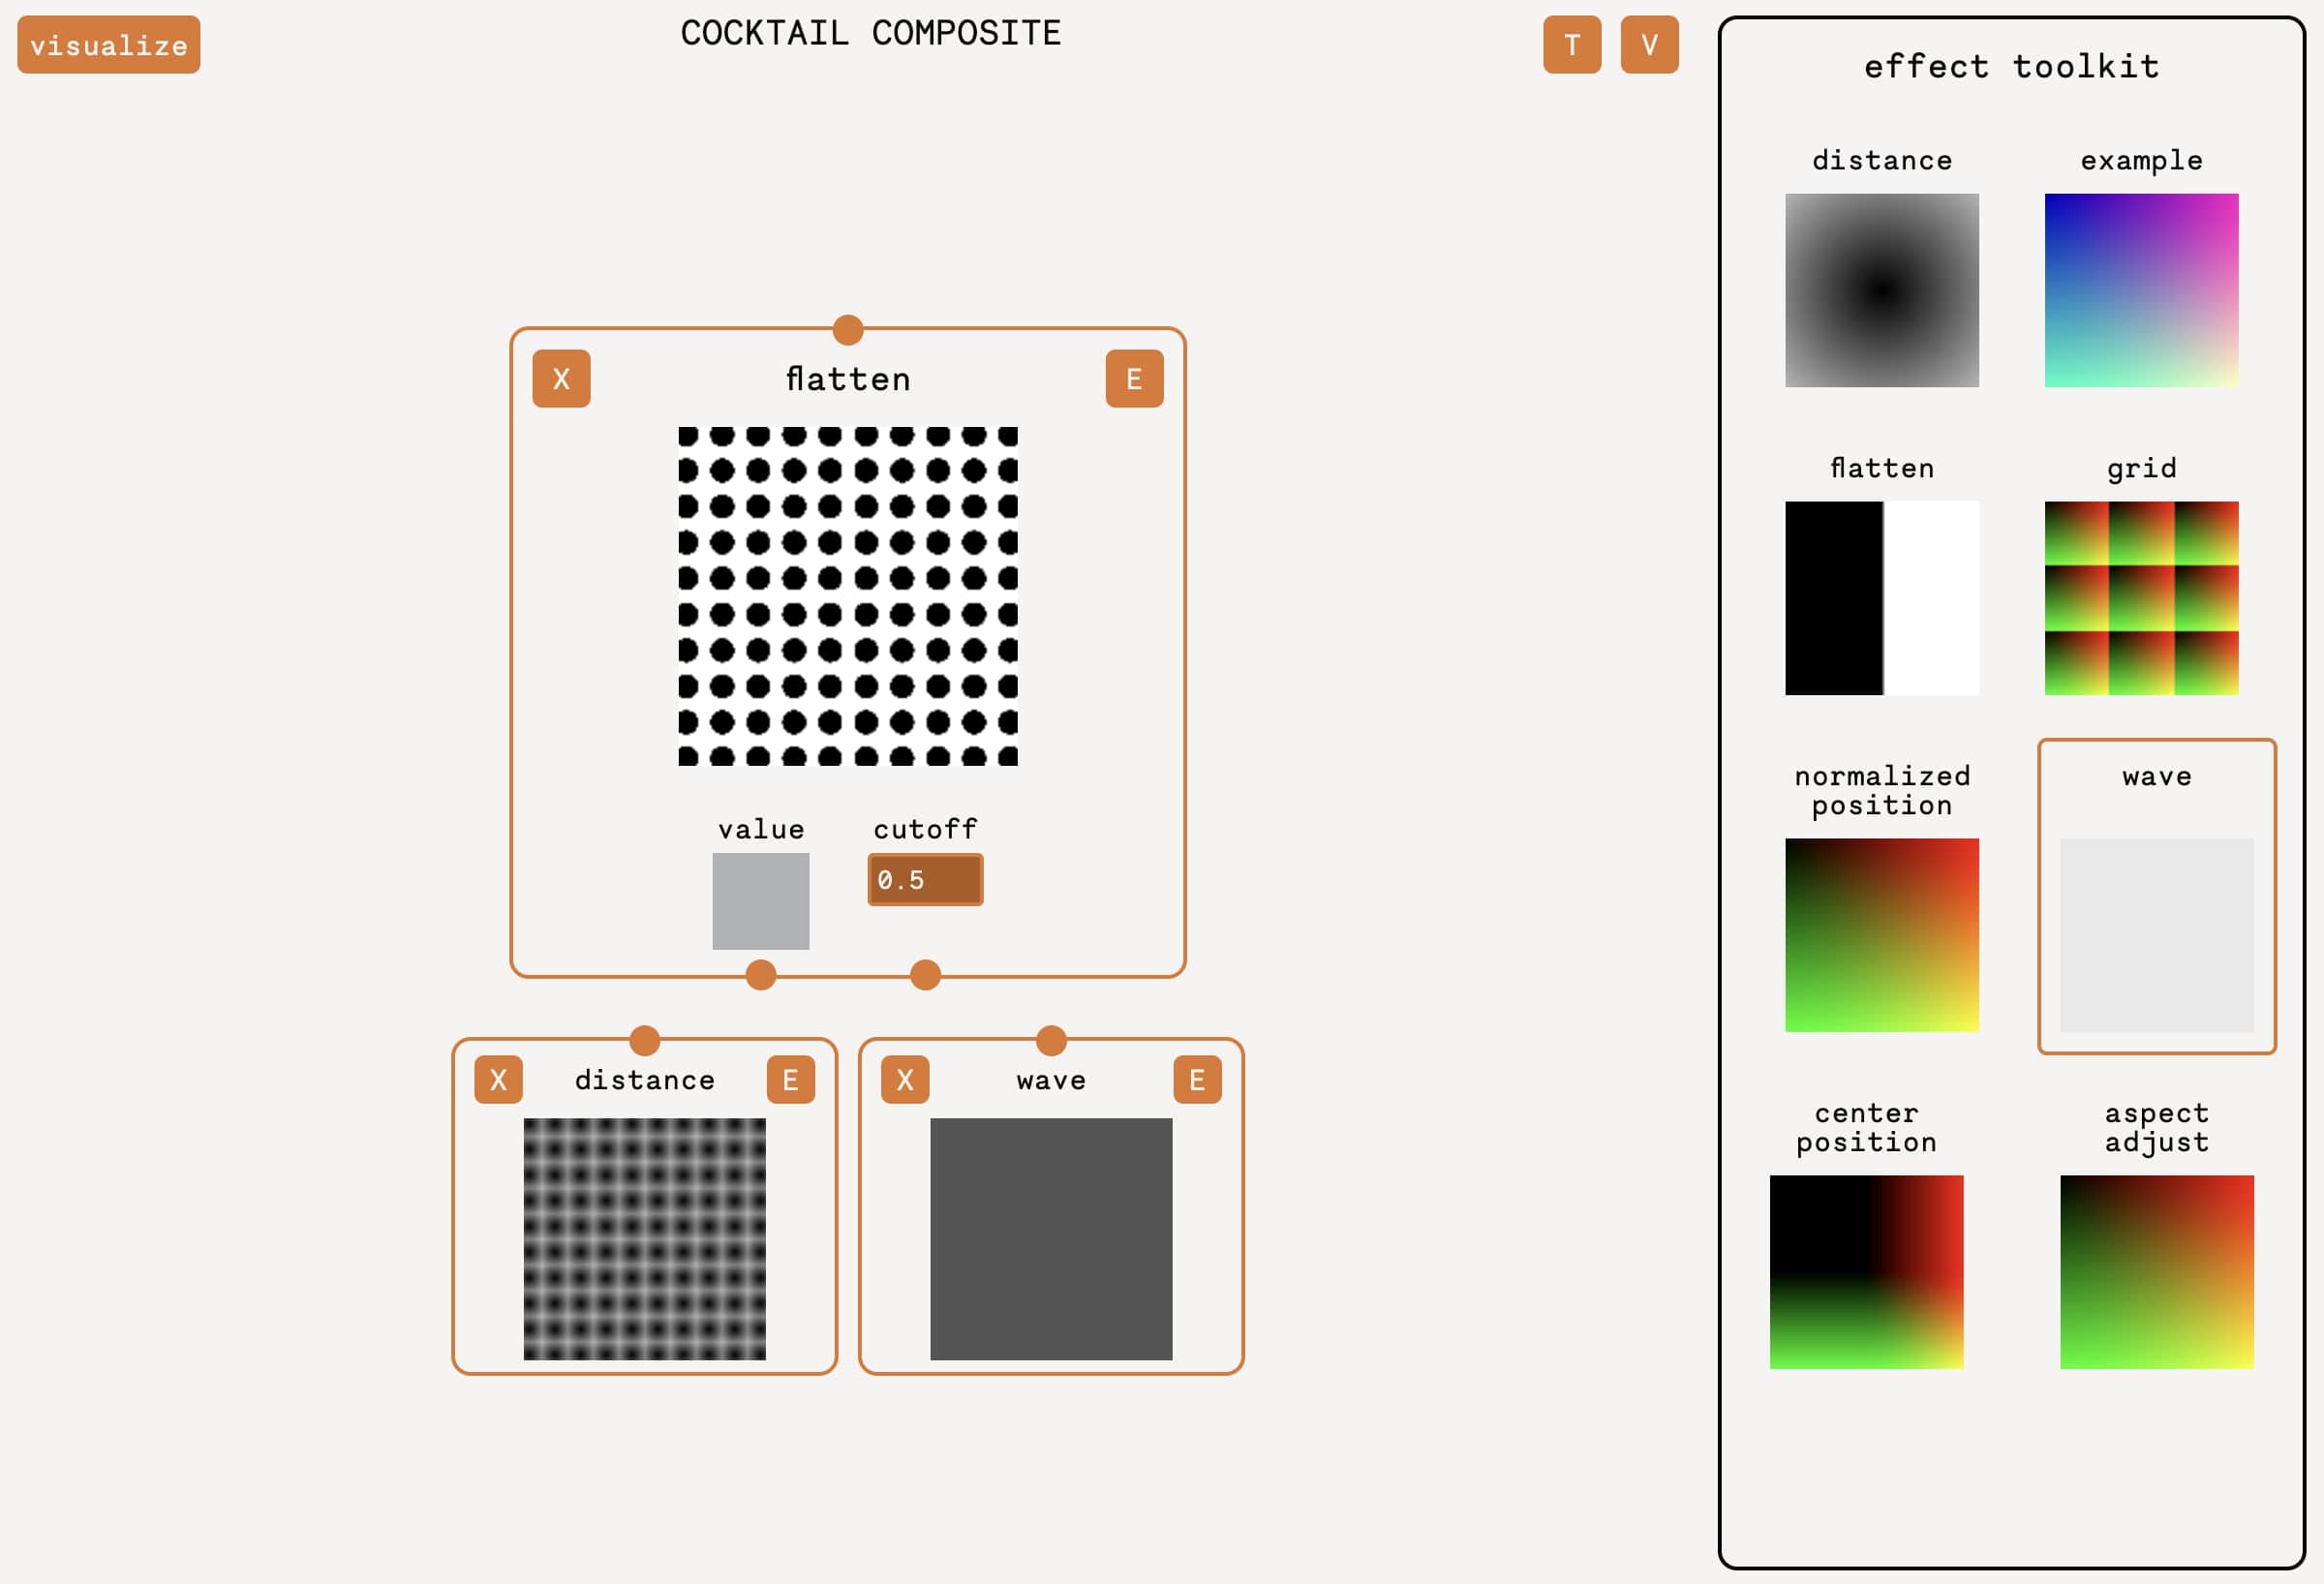 visualize
COCKTAIL COMPOSITE
T
V
X
flatten
E
value
cutoff
0.5
X
distance
E
X
wave
E
effect toolkit
distance
example
flatten
grid
normalized
position
wave
center
position
aspect
adjust